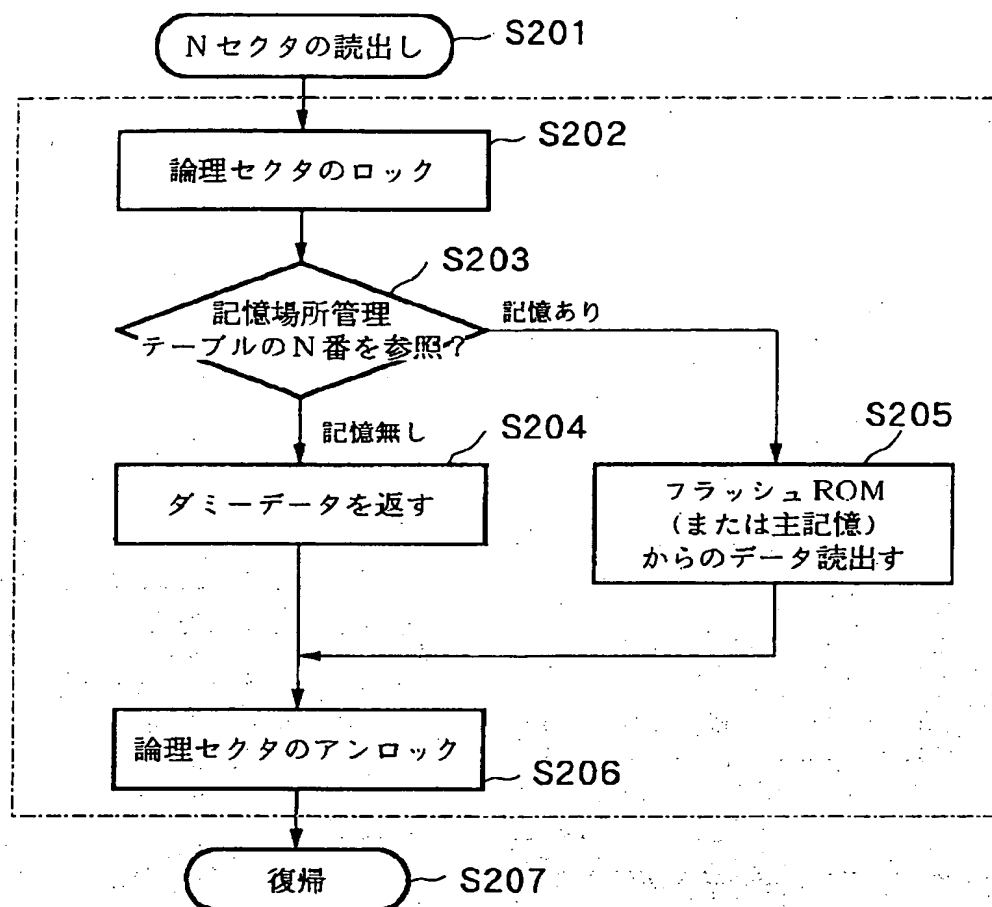 Nセクタの読出し
S201
S202
論理セクタのロック
S203
記憶場所管理
テーブルのN番を参照?
記憶あり
記憶無し
S204
S205
ダミーデータを返す
フラッシュROM
(または主記憶)
からのデータ読出す
論理セクタのアンロック
S206
復帰
S207